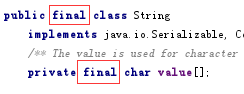 public final class String
implements java.io.Serializable,
/** The value is used for character
private final char value[];